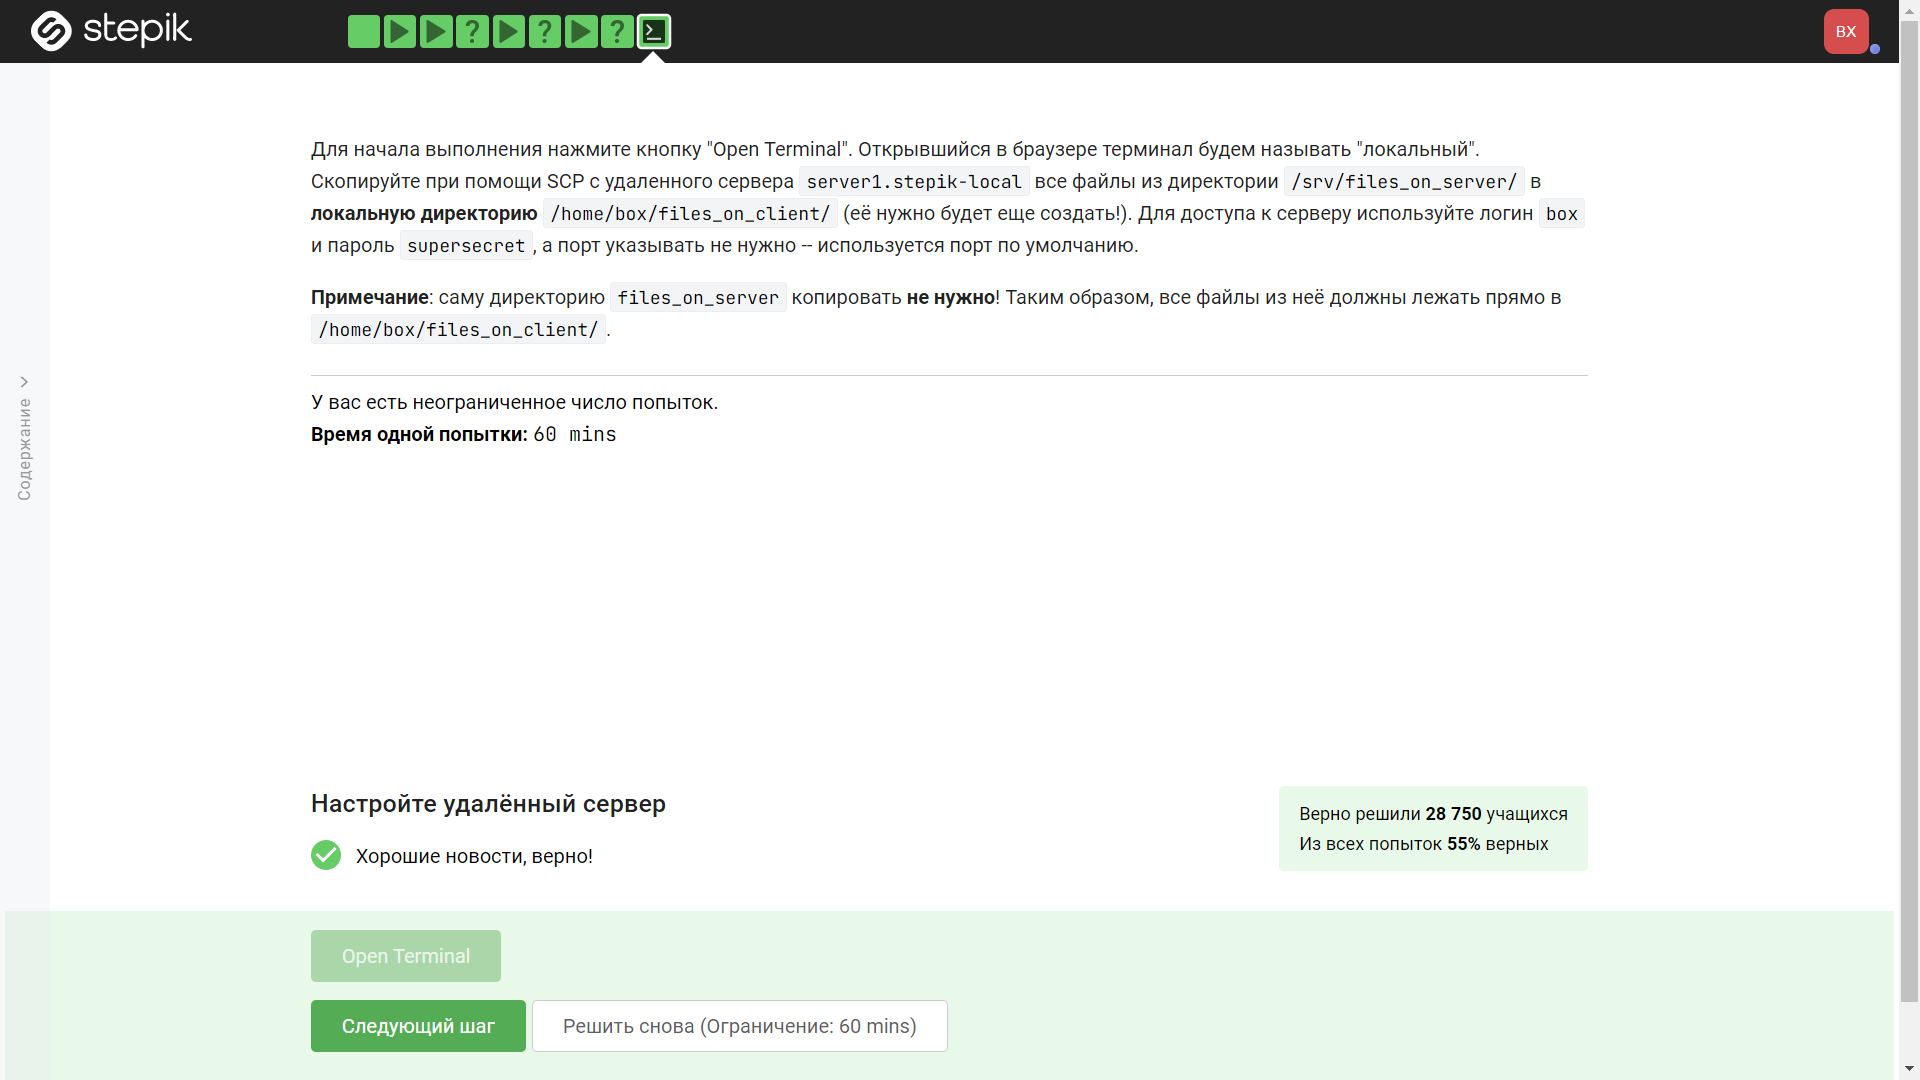 stepik
? ? ?
BX
Для начала выполнения нажмите кнопку "Open Terminal". Открывшийся в браузере терминал будем называть "локальный".
Скопируйте при помощи SCP с удаленного сервера server1.stepik-local все файлы из директории /srv/files_on_server/ в
локальную директорию /home/box/files_on_client/ (её нужно будет еще создать!). Для доступа к серверу используйте логин box
и пароль supersecret, а порт указывать не нужно -- используется порт по умолчанию.
Примечание: саму директорию files_on_server копировать не нужно! Таким образом, все файлы из неё должны лежать прямо в
/home/box/files_on_client/.
Содержание
У вас есть неограниченное число попыток.
Время одной попытки: 60 mins
Настройте удалённый сервер
Хорошие новости, верно!
Верно решили 28 750 учащихся
Из всех попыток 55% верных
Open Terminal
Следующий шаг
Решить снова (Ограничение: 60 mins)